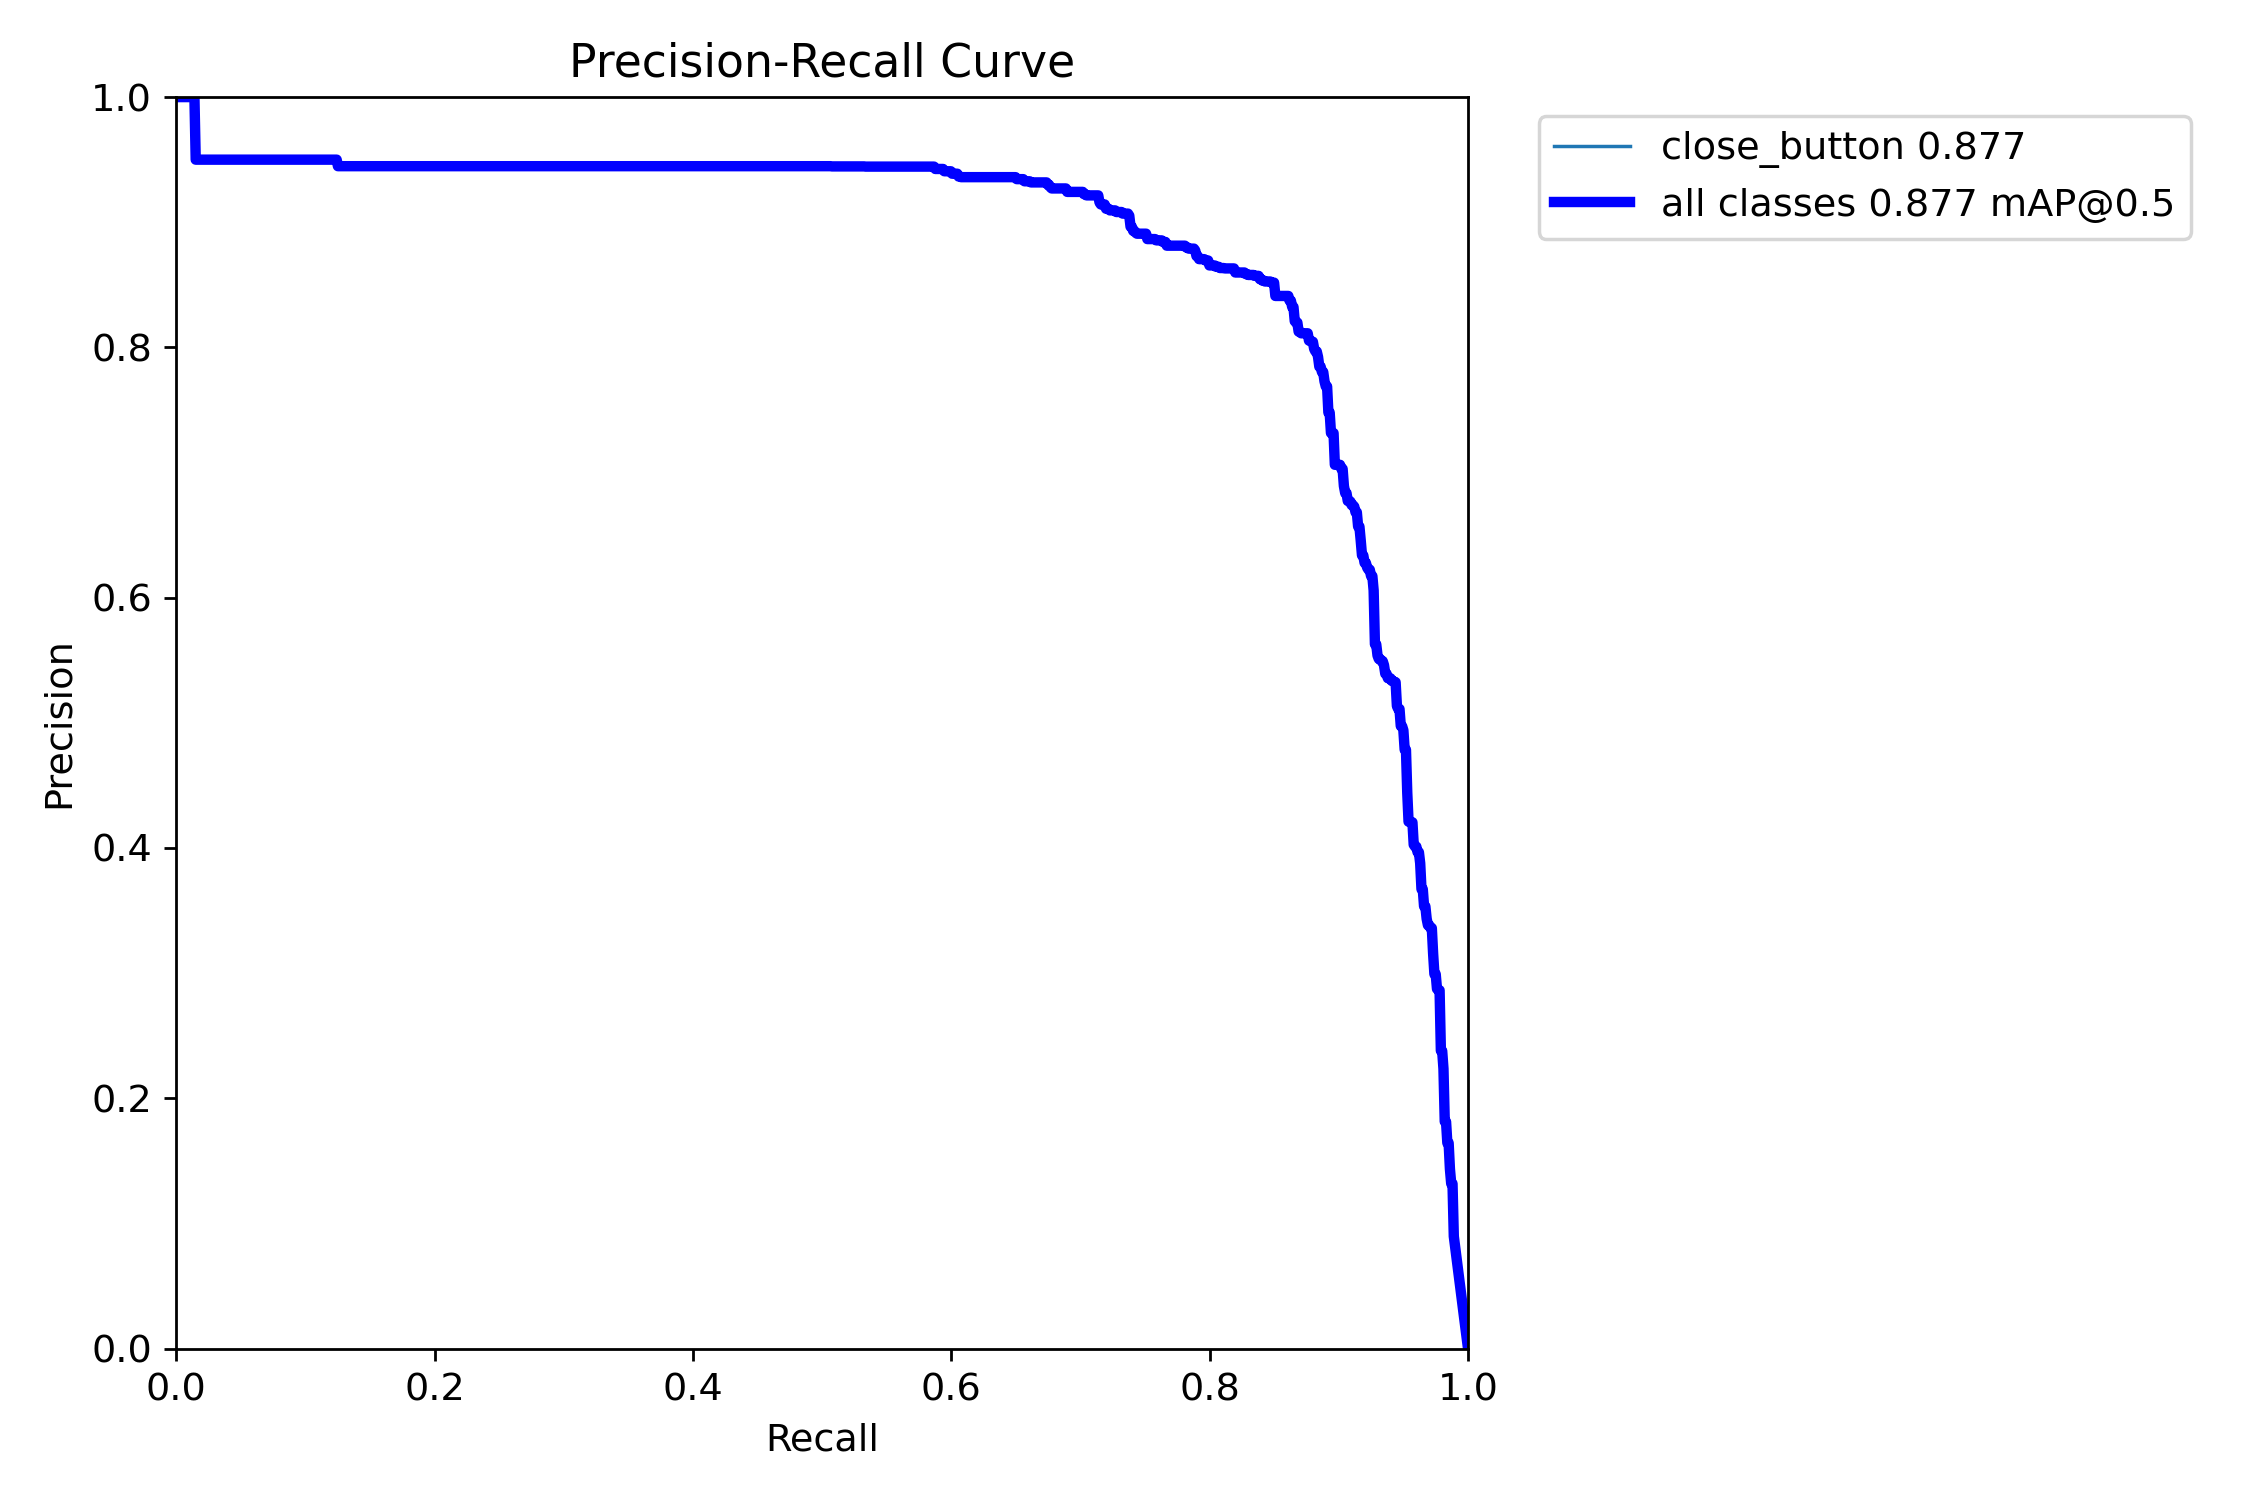 Precision-Recall Curve
1.0
0.8
0.6
0.4
0.2
0.0
Precision
0.0 0.2 0.4 0.6 0.8 1.0
Recall
close_button 0.877
all classes 0.877 mAP@0.5